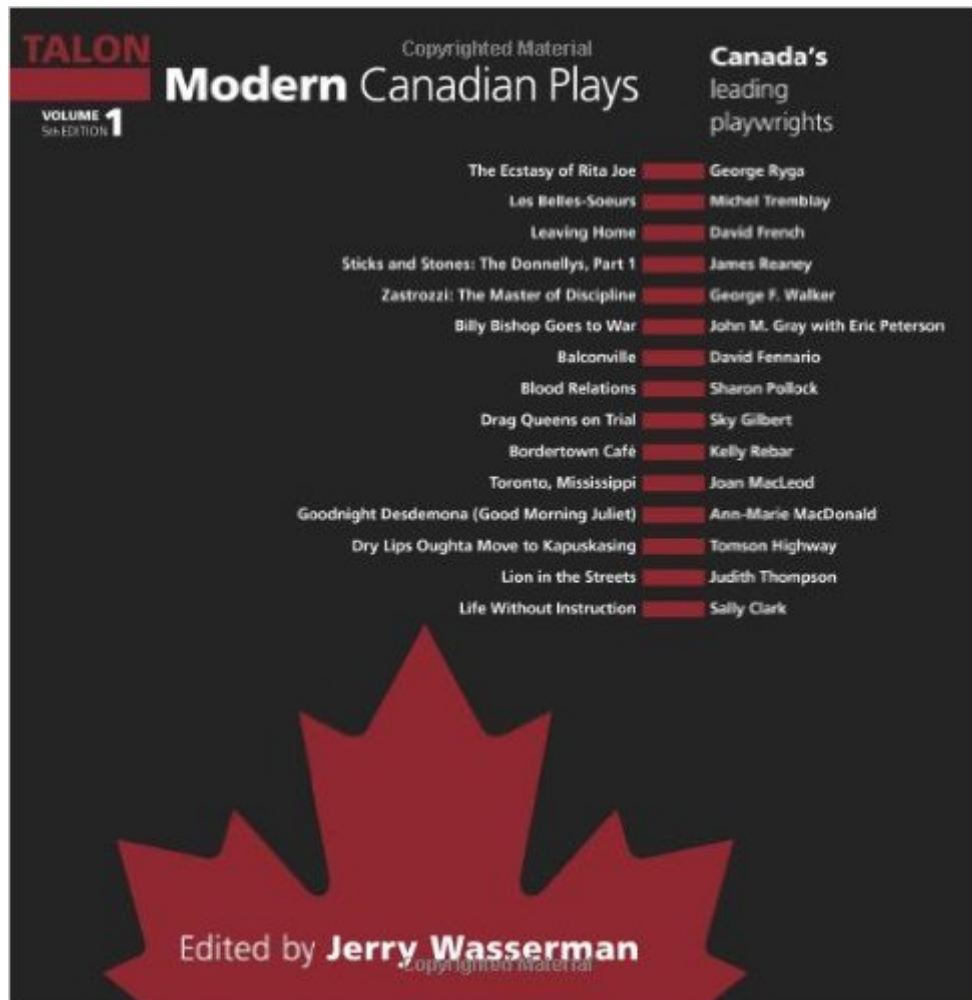 TALON
Copyrighted Material
Modern Canadian Plays
Canada's
leading
playwrights
VOLUME 1
5th EDITION
The Ecstasy of Rita Joe George Ryga
Les Belles-Soeurs Michel Tremblay
Leaving Home David French
Sticks and Stones: The Donnellys, Part 1 James Reaney
Zastrozzi: The Master of Discipline George F. Walker
Billy Bishop Goes to War John M. Gray with Eric Peterson
Balconville David Fennario
Blood Relations Sharon Pollock
Drag Queens on Trial Sky Gilbert
Bordertown Café Kelly Rebar
Toronto, Mississippi Joan MacLeod
Goodnight Desdemona (Good Morning Juliet) Ann-Marie MacDonald
Dry Lips Oughta Move to Kapuskasing Tomson Highway
Lion in the Streets Judith Thompson
Life Without Instruction Sally Clark
Edited by Jerry Wasserman
Copyrighted Material